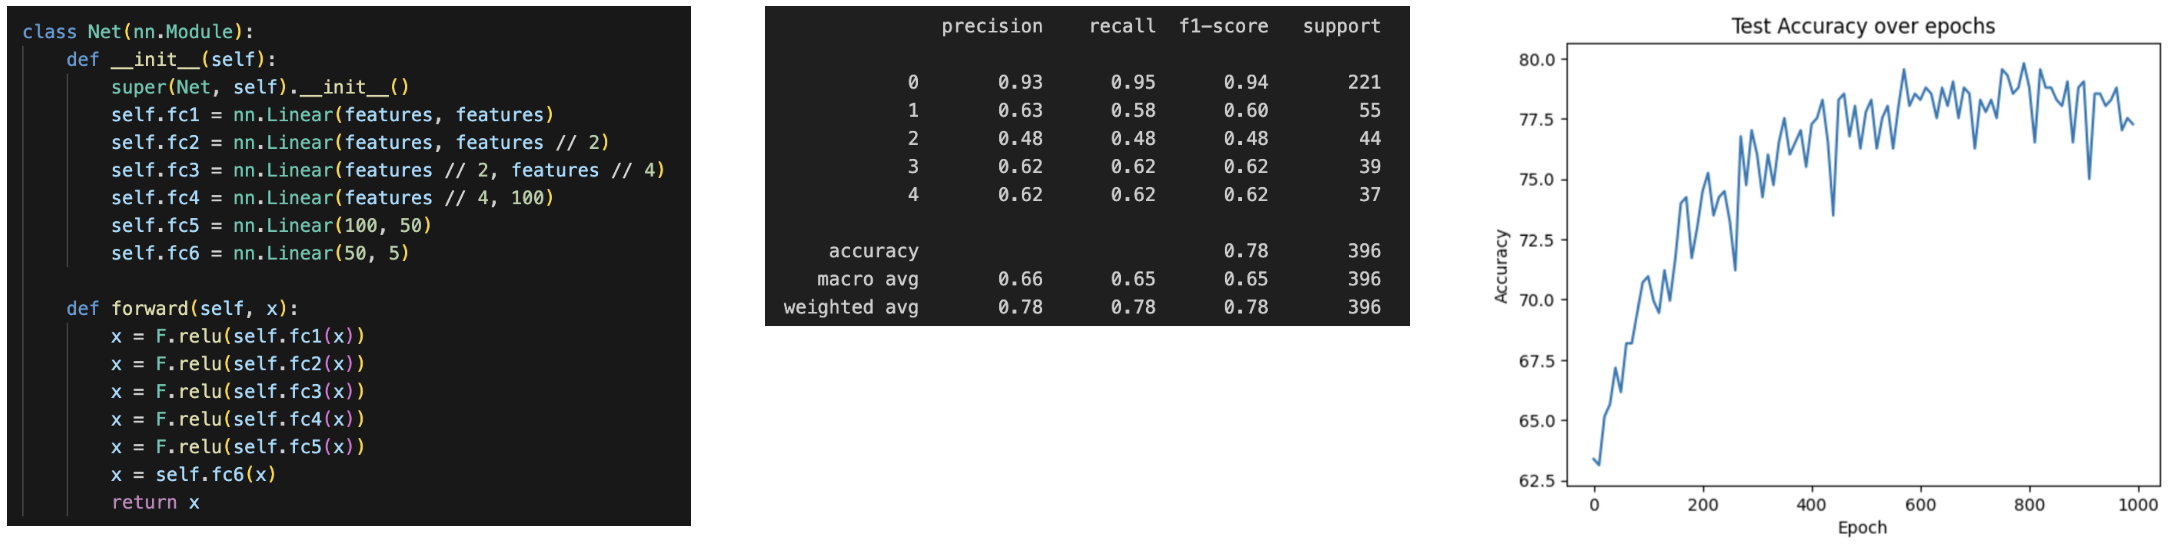 class Net(nn.Module):
    def __init__(self):
        super(Net, self).__init__()
        self.fc1 = nn.Linear(features, features)
        self.fc2 = nn.Linear(features, features // 2)
        self.fc3 = nn.Linear(features // 2, features // 4)
        self.fc4 = nn.Linear(features // 4, 100)
        self.fc5 = nn.Linear(100, 50)
        self.fc6 = nn.Linear(50, 5)
    def forward(self, x):
        x = F.relu(self.fc1(x))
        x = F.relu(self.fc2(x))
        x = F.relu(self.fc3(x))
        x = F.relu(self.fc4(x))
        x = F.relu(self.fc5(x))
        x = self.fc6(x)
        return x
precision recall f1-score support
0 0.93 0.95 0.94 221
1 0.63 0.58 0.60 55
2 0.48 0.48 0.48 44
3 0.62 0.62 0.62 39
4 0.62 0.62 0.62 37
accuracy 0.78 396
macro avg 0.66 0.65 0.65 396
weighted avg 0.78 0.78 0.78 396
Test Accuracy over epochs
80.0
77.5
75.0
72.5
70.0
67.5
65.0
62.5
Accuracy
0 200 400 600 800 1000
Epoch